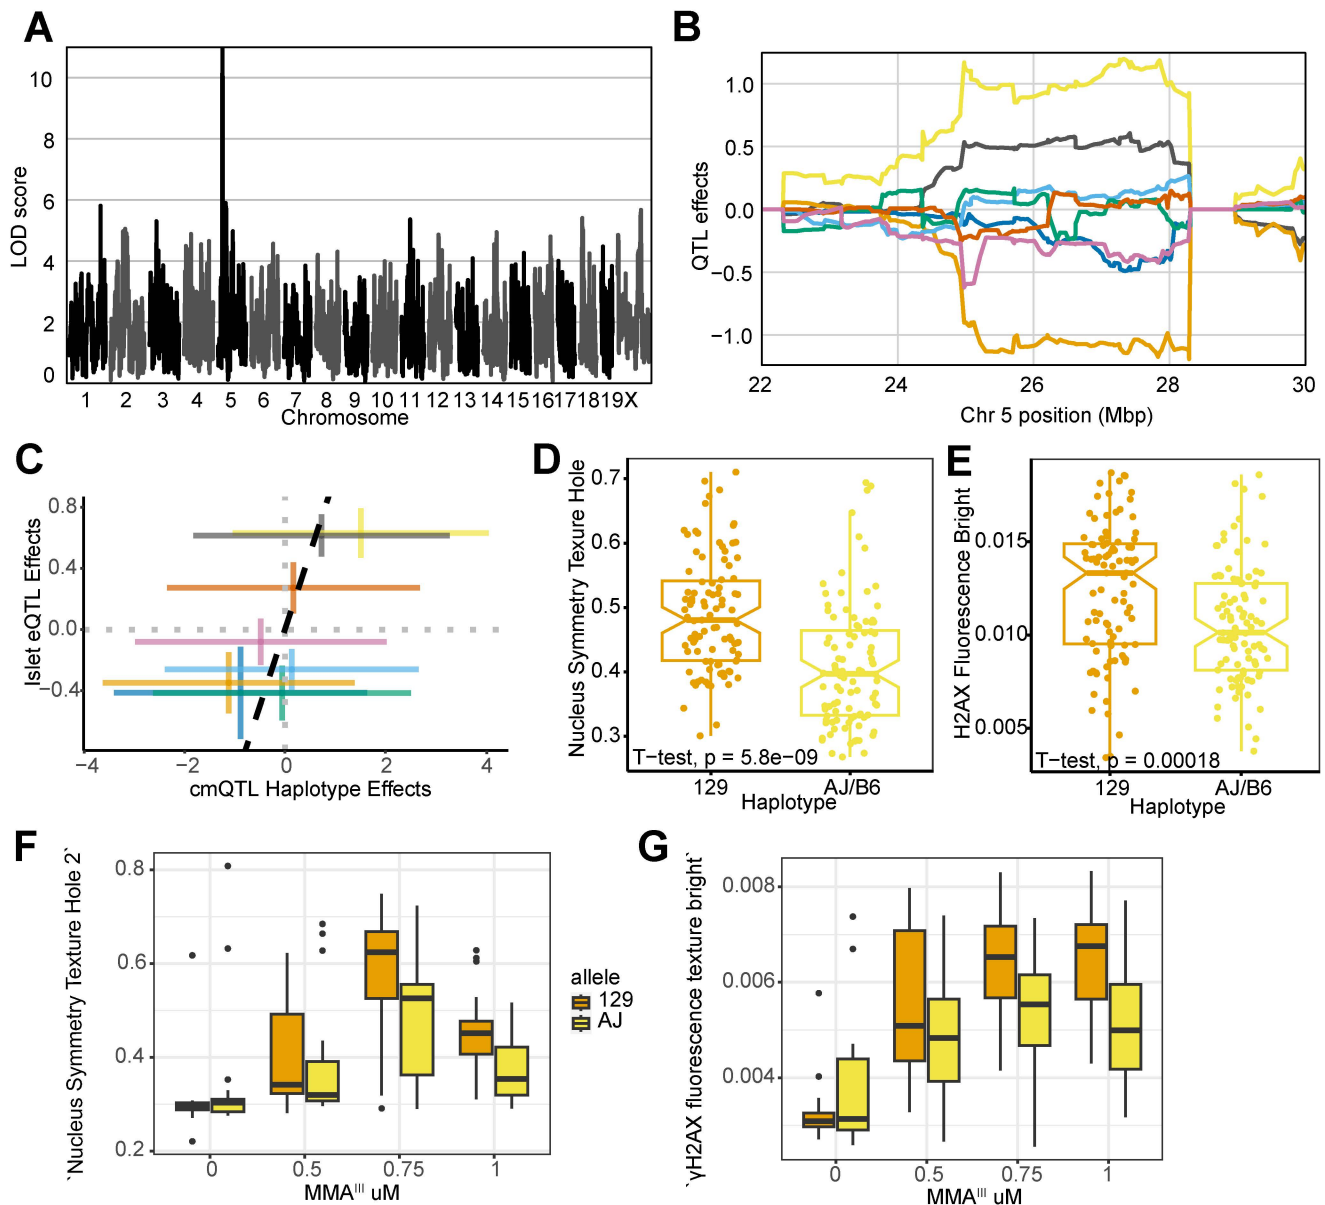 A
LOD score
10
8
6
4
2
0
1 2 3 4 5 6 7 8 9 10 11 12 13 14 15 16 17 18 19 X
Chromosome
B
QTL effects
1.0
0.5
0.0
−0.5
−1.0
22 24 26 28 30
Chr 5 position (Mbp)
C
Islet eQTL Effects
0.8
0.4
0.0
−0.4
−4 −2 0 2 4
cmQTL Haplotype Effects
D
Nucleus Symmetry Texure Hole
0.7
0.6
0.5
0.4
0.3
T−test, p = 5.8e−09
129 AJ/B6
Haplotype
E
H2AX Fluorescence Bright
0.015
0.010
0.005
T−test, p = 0.00018
129 AJ/B6
Haplotype
F
`Nucleus Symmetry Texture Hole 2`
0.8
0.6
0.4
0.2
0 0.5 0.75 1
MMAᴵᴵᴵ uM
allele
129
AJ
G
`γH2AX fluorescence texture bright`
0.008
0.006
0.004
0 0.5 0.75 1
MMAᴵᴵᴵ uM